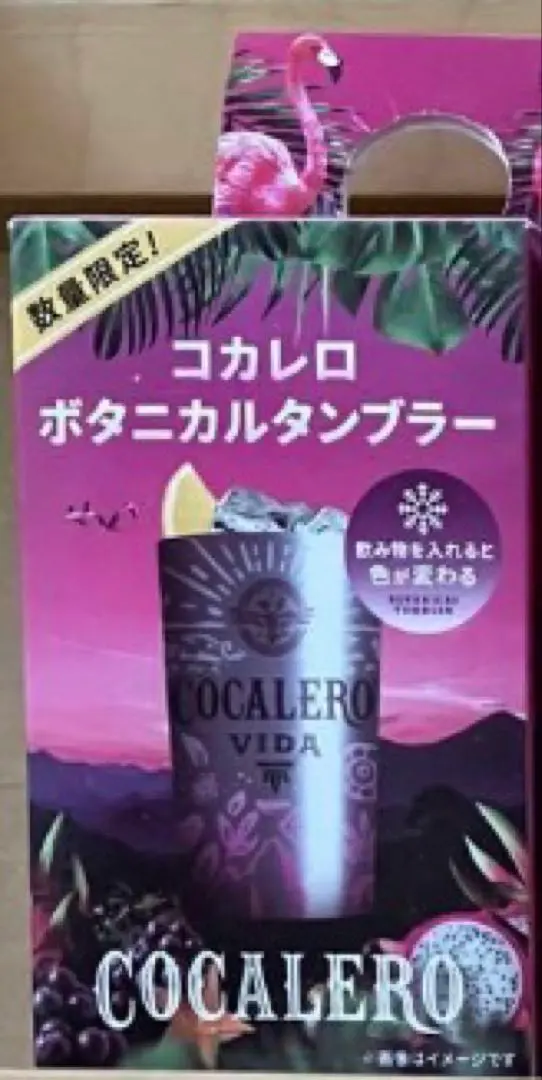 数量限定!
コカレロ
ボタニカルタンブラー
飲み物を入れると
色が変わる
BOTANICAL
TUMBLER
COCALERO
VIDA
COCALERO
※画像はイメージです